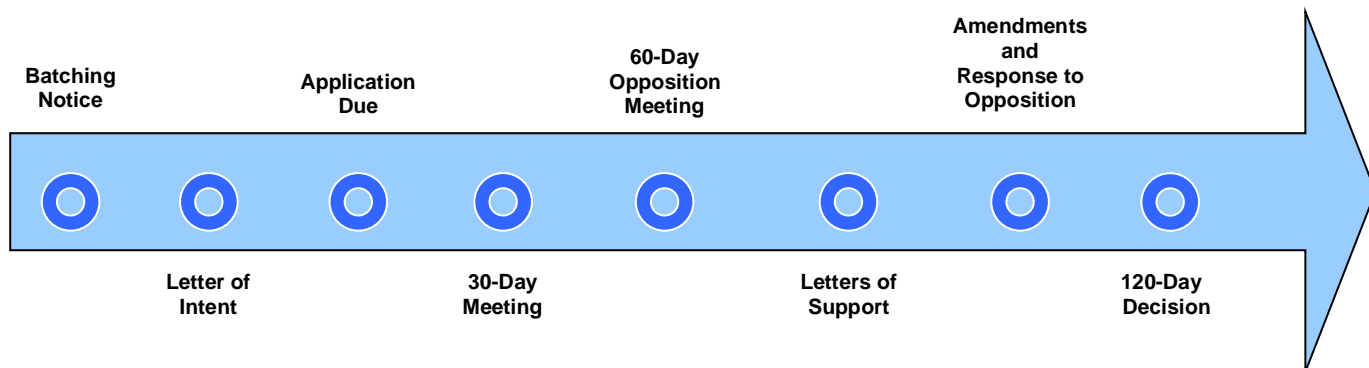 Batching
Notice
Letter of
Intent
Application
Due
30-Day
Meeting
60-Day
Opposition
Meeting
Letters of
Support
Amendments
and
Response to
Opposition
120-Day
Decision